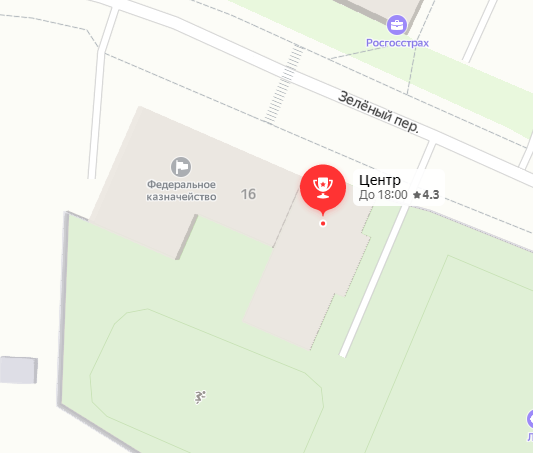 Росгосстрах
Зелёный пер.
Федеральное
казначейство
16
Центр
До 18:00 ★4.3